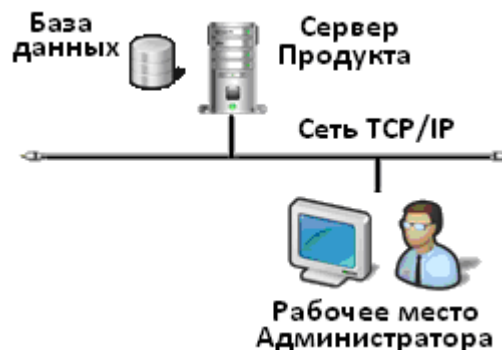 База
данных
Сервер
Продукта
Сеть TCP/IP
Рабочее место
Администратора